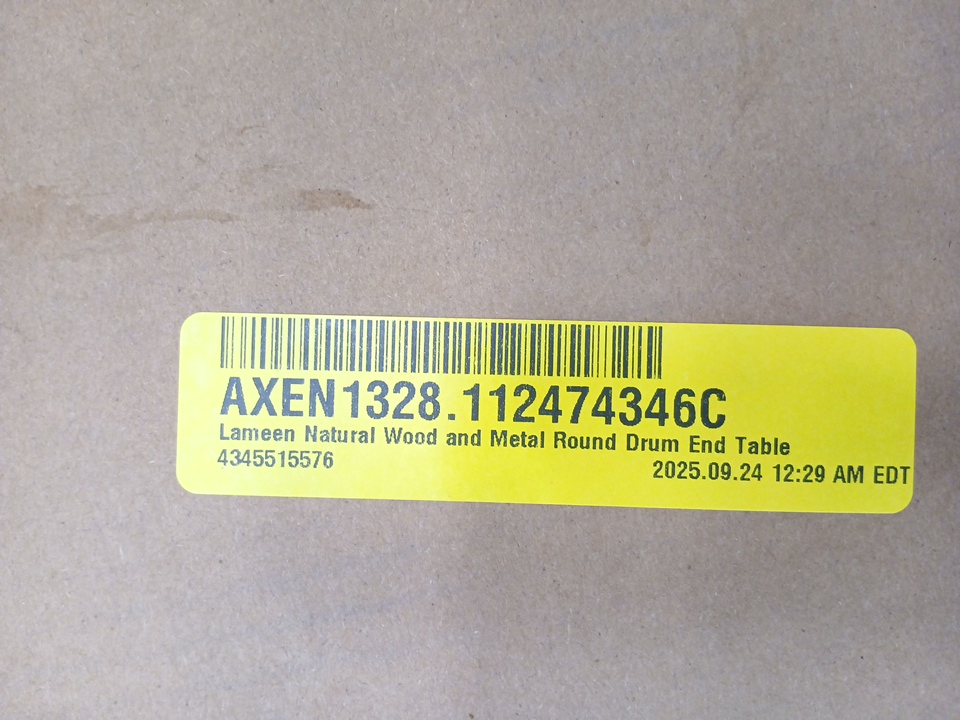 AXEN1328.112474346C
Lameen Natural Wood and Metal Round Drum End Table
4345515576
2025.09.24 12:29 AM EDT